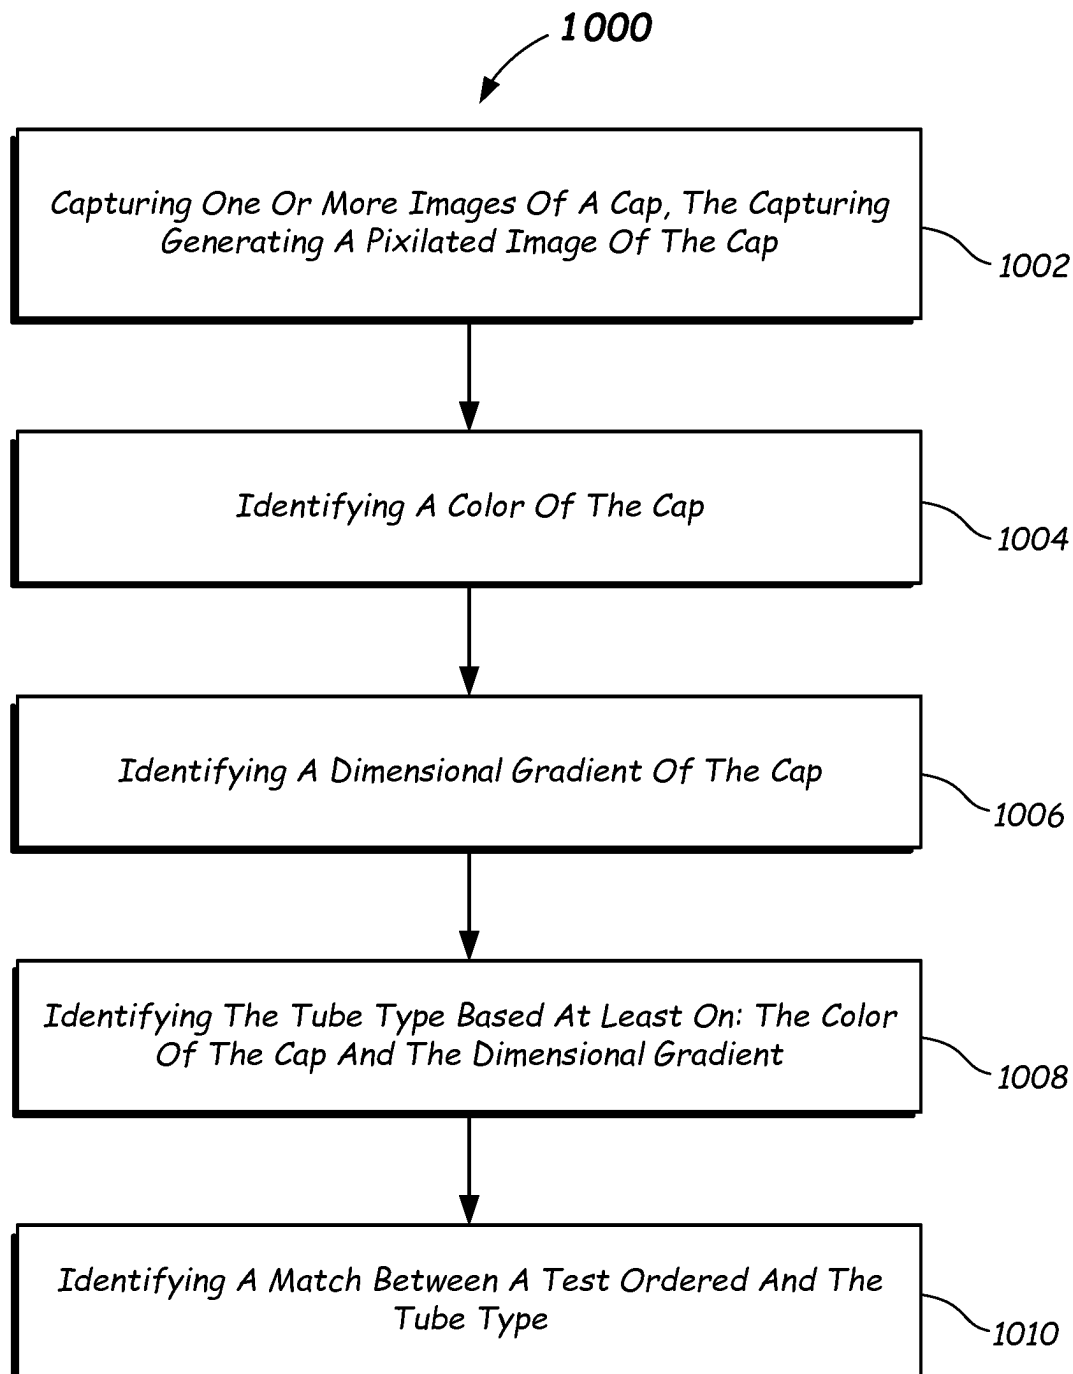 1000
Capturing One Or More Images Of A Cap, The Capturing
Generating A Pixilated Image Of The Cap
1002
Identifying A Color Of The Cap
1004
Identifying A Dimensional Gradient Of The Cap
1006
Identifying The Tube Type Based At Least On: The Color
Of The Cap And The Dimensional Gradient
1008
Identifying A Match Between A Test Ordered And The
Tube Type
1010